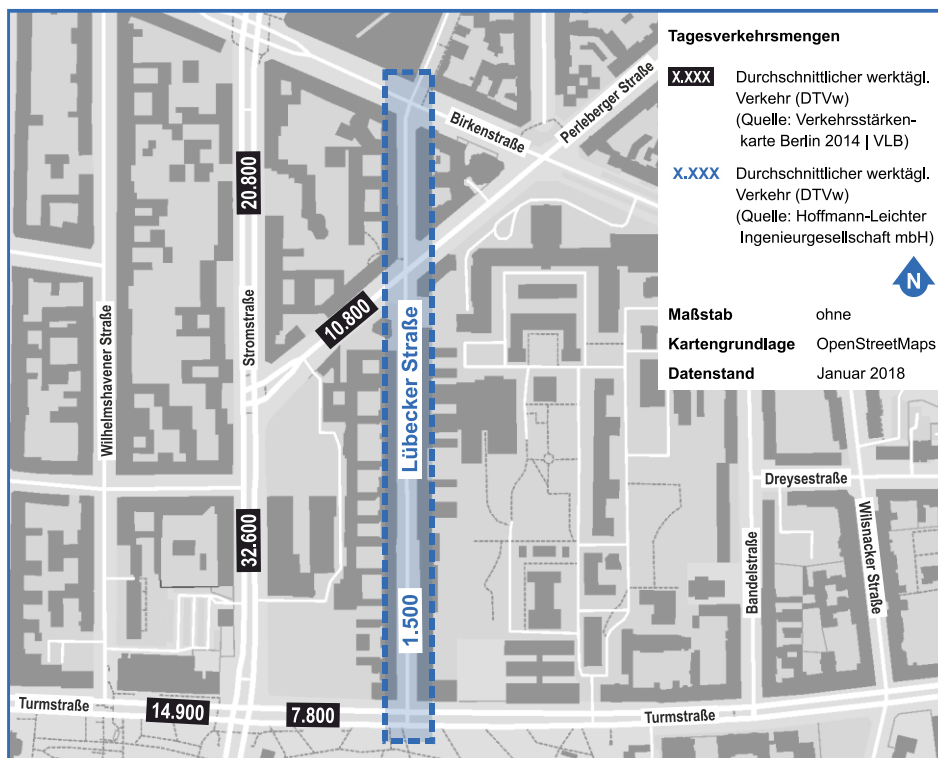 Tagesverkehrsmengen
X.XXX
Durchschnittlicher werktägl.
Verkehr (DTVw)
(Quelle: Verkehrsstärken-
karte Berlin 2014 | VLB)
X.XXX
Durchschnittlicher werktägl.
Verkehr (DTVw)
(Quelle: Hoffmann-Leichter
Ingenieurgesellschaft mbH)
N
Maßstab ohne
Kartengrundlage OpenStreetMaps
Datenstand Januar 2018
Perleberger Straße
Birkenstraße
20.800
10.800
Stromstraße
Wilhelmshavener Straße
Lübecker Straße
Dreysestraße
Wilsnacker Straße
32.600
Bandelstraße
1.500
Turmstraße
14.900
7.800
Turmstraße